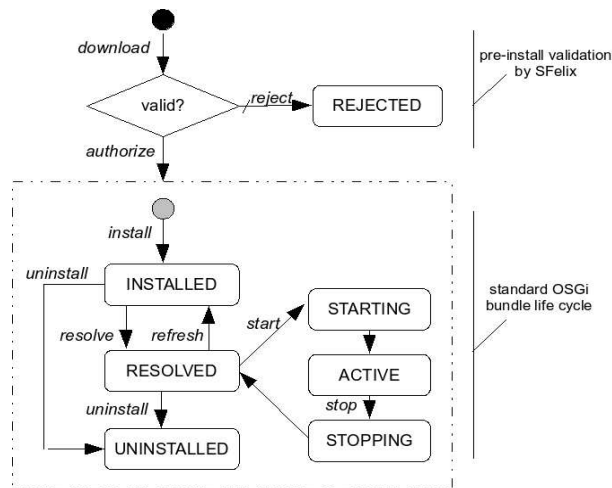 download
pre-install validation
by SFelix
valid?
reject
REJECTED
authorize
install
uninstall
INSTALLED
STARTING
standard OSGi
bundle life cycle
resolve
refresh
start
RESOLVED
ACTIVE
uninstall
stop
UNINSTALLED
STOPPING